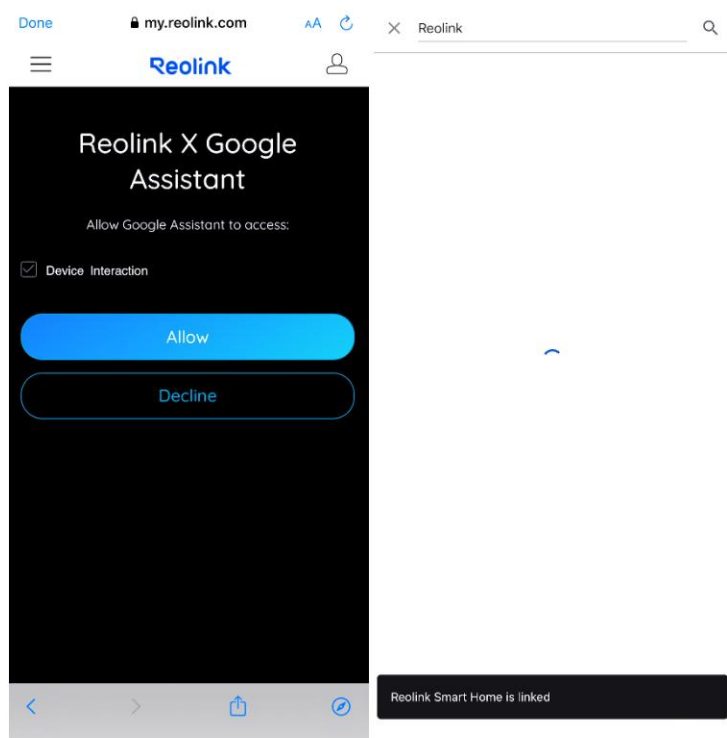 Done
my.reolink.com
AA
Reolink
Reolink X Google
Assistant
Allow Google Assistant to access:
Device Interaction
Allow
Decline
Reolink
Reolink Smart Home is linked